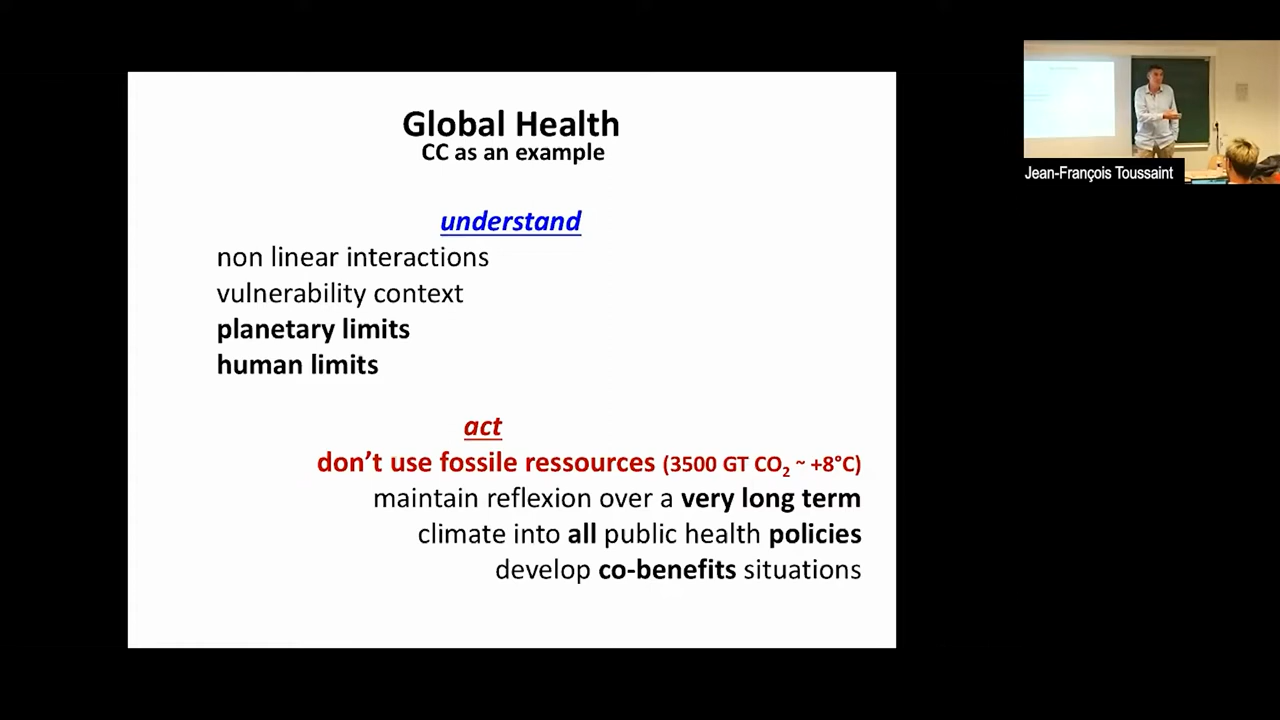 Global Health
CC as an example
understand
non linear interactions
vulnerability context
planetary limits
human limits
act
don’t use fossile ressources (3500 GT CO₂ ~ +8°C)
maintain reflexion over a very long term
climate into all public health policies
develop co-benefits situations
Jean-François Toussaint